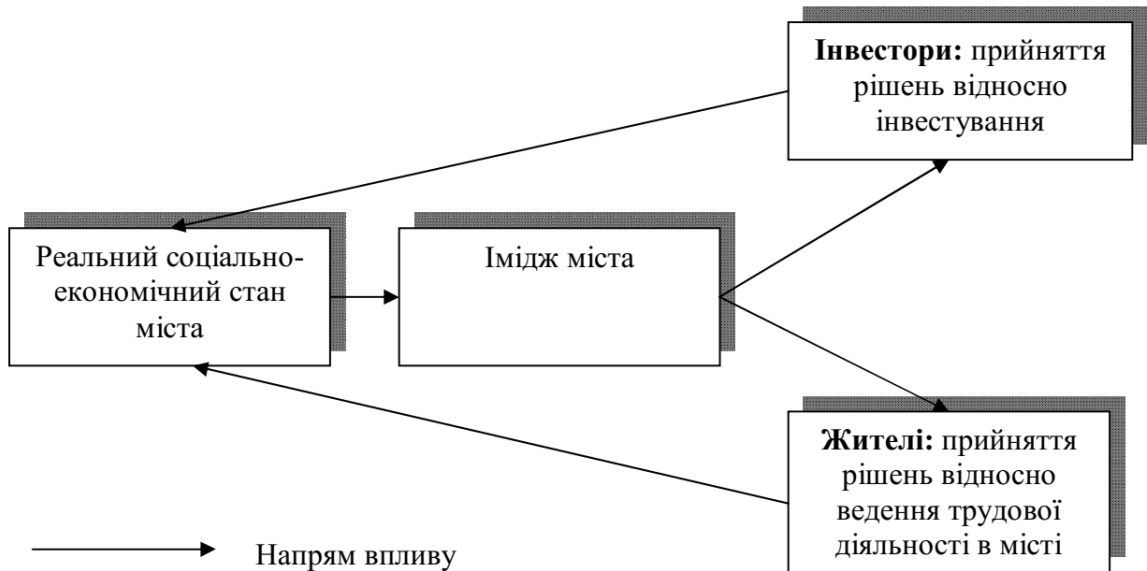 Інвестори: прийняття
рішень відносно
інвестування
Реальний соціально-
економічний стан
міста
Імідж міста
Жителі: прийняття
рішень відносно
ведення трудової
діяльності в місті
Напрям впливу